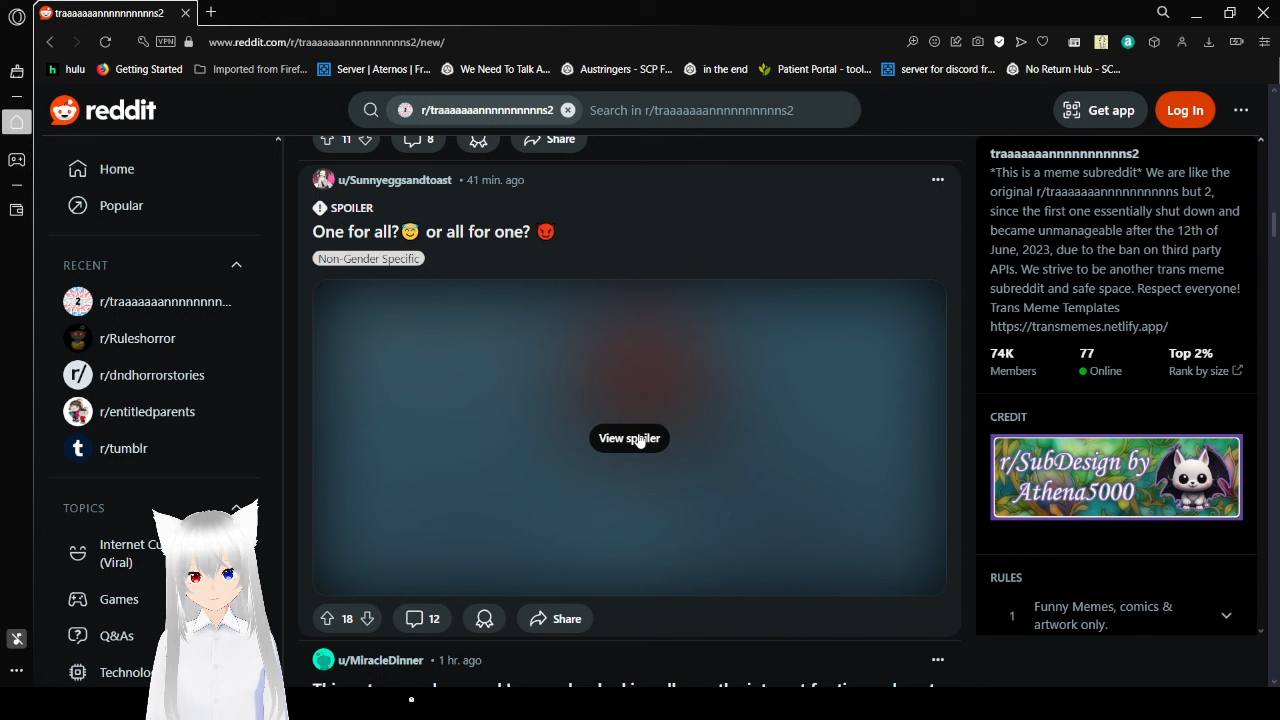 traaaaaaannnnnnnnnns2
VPN
www.reddit.com/r/traaaaaaannnnnnnnnns2/new/
hulu
Getting Started
Imported from Firef...
Server | Aternos | Fr...
We Need To Talk A...
Austringers - SCP F...
in the end
Patient Portal - tool...
server for discord fr...
No Return Hub - SC...
reddit
r/traaaaaaannnnnnnnnns2
Search in r/traaaaaaannnnnnnnnns2
Get app
Log In
Home
Popular
RECENT
r/traaaaaaannnnnnn...
r/Ruleshorror
r/dndhorrorstories
r/entitledparents
r/tumblr
TOPICS
Internet Cu
(Viral)
Games
Q&As
Technolo
11
8
Share
u/Sunnyeggsandtoast • 41 min. ago
SPOILER
One for all?😇 or all for one? 😈
Non-Gender Specific
View spoiler
18
12
Share
u/MiracleDinner • 1 hr. ago
traaaaaaannnnnnnnnns2
*This is a meme subreddit* We are like the
original r/traaaaaaannnnnnnnnns but 2,
since the first one essentially shut down and
became unmanageable after the 12th of
June, 2023, due to the ban on third party
APIs. We strive to be another trans meme
subreddit and safe space. Respect everyone!
Trans Meme Templates
https://transmemes.netlify.app/
74K
Members
77
Online
Top 2%
Rank by size
CREDIT
r/SubDesign by
Athena5000
RULES
1
Funny Memes, comics &
artwork only.